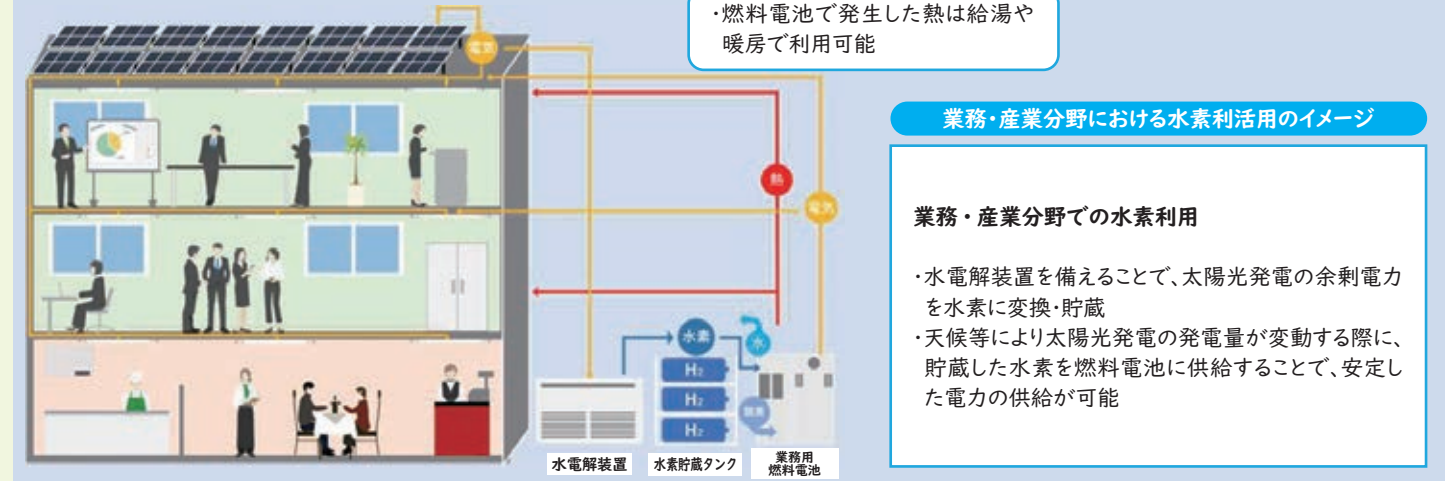 ・燃料電池で発生した熱は給湯や
暖房で利用可能
電気
業務・産業分野における水素利活用のイメージ
業務・産業分野での水素利用
・水電解装置を備えることで、太陽光発電の余剰電力
を水素に変換・貯蔵
・天候等により太陽光発電の発電量が変動する際に、
貯蔵した水素を燃料電池に供給することで、安定し
た電力の供給が可能
熱
電気
水素
水
H₂
H₂
H₂
酸素
水電解装置
水素貯蔵タンク
業務用
燃料電池